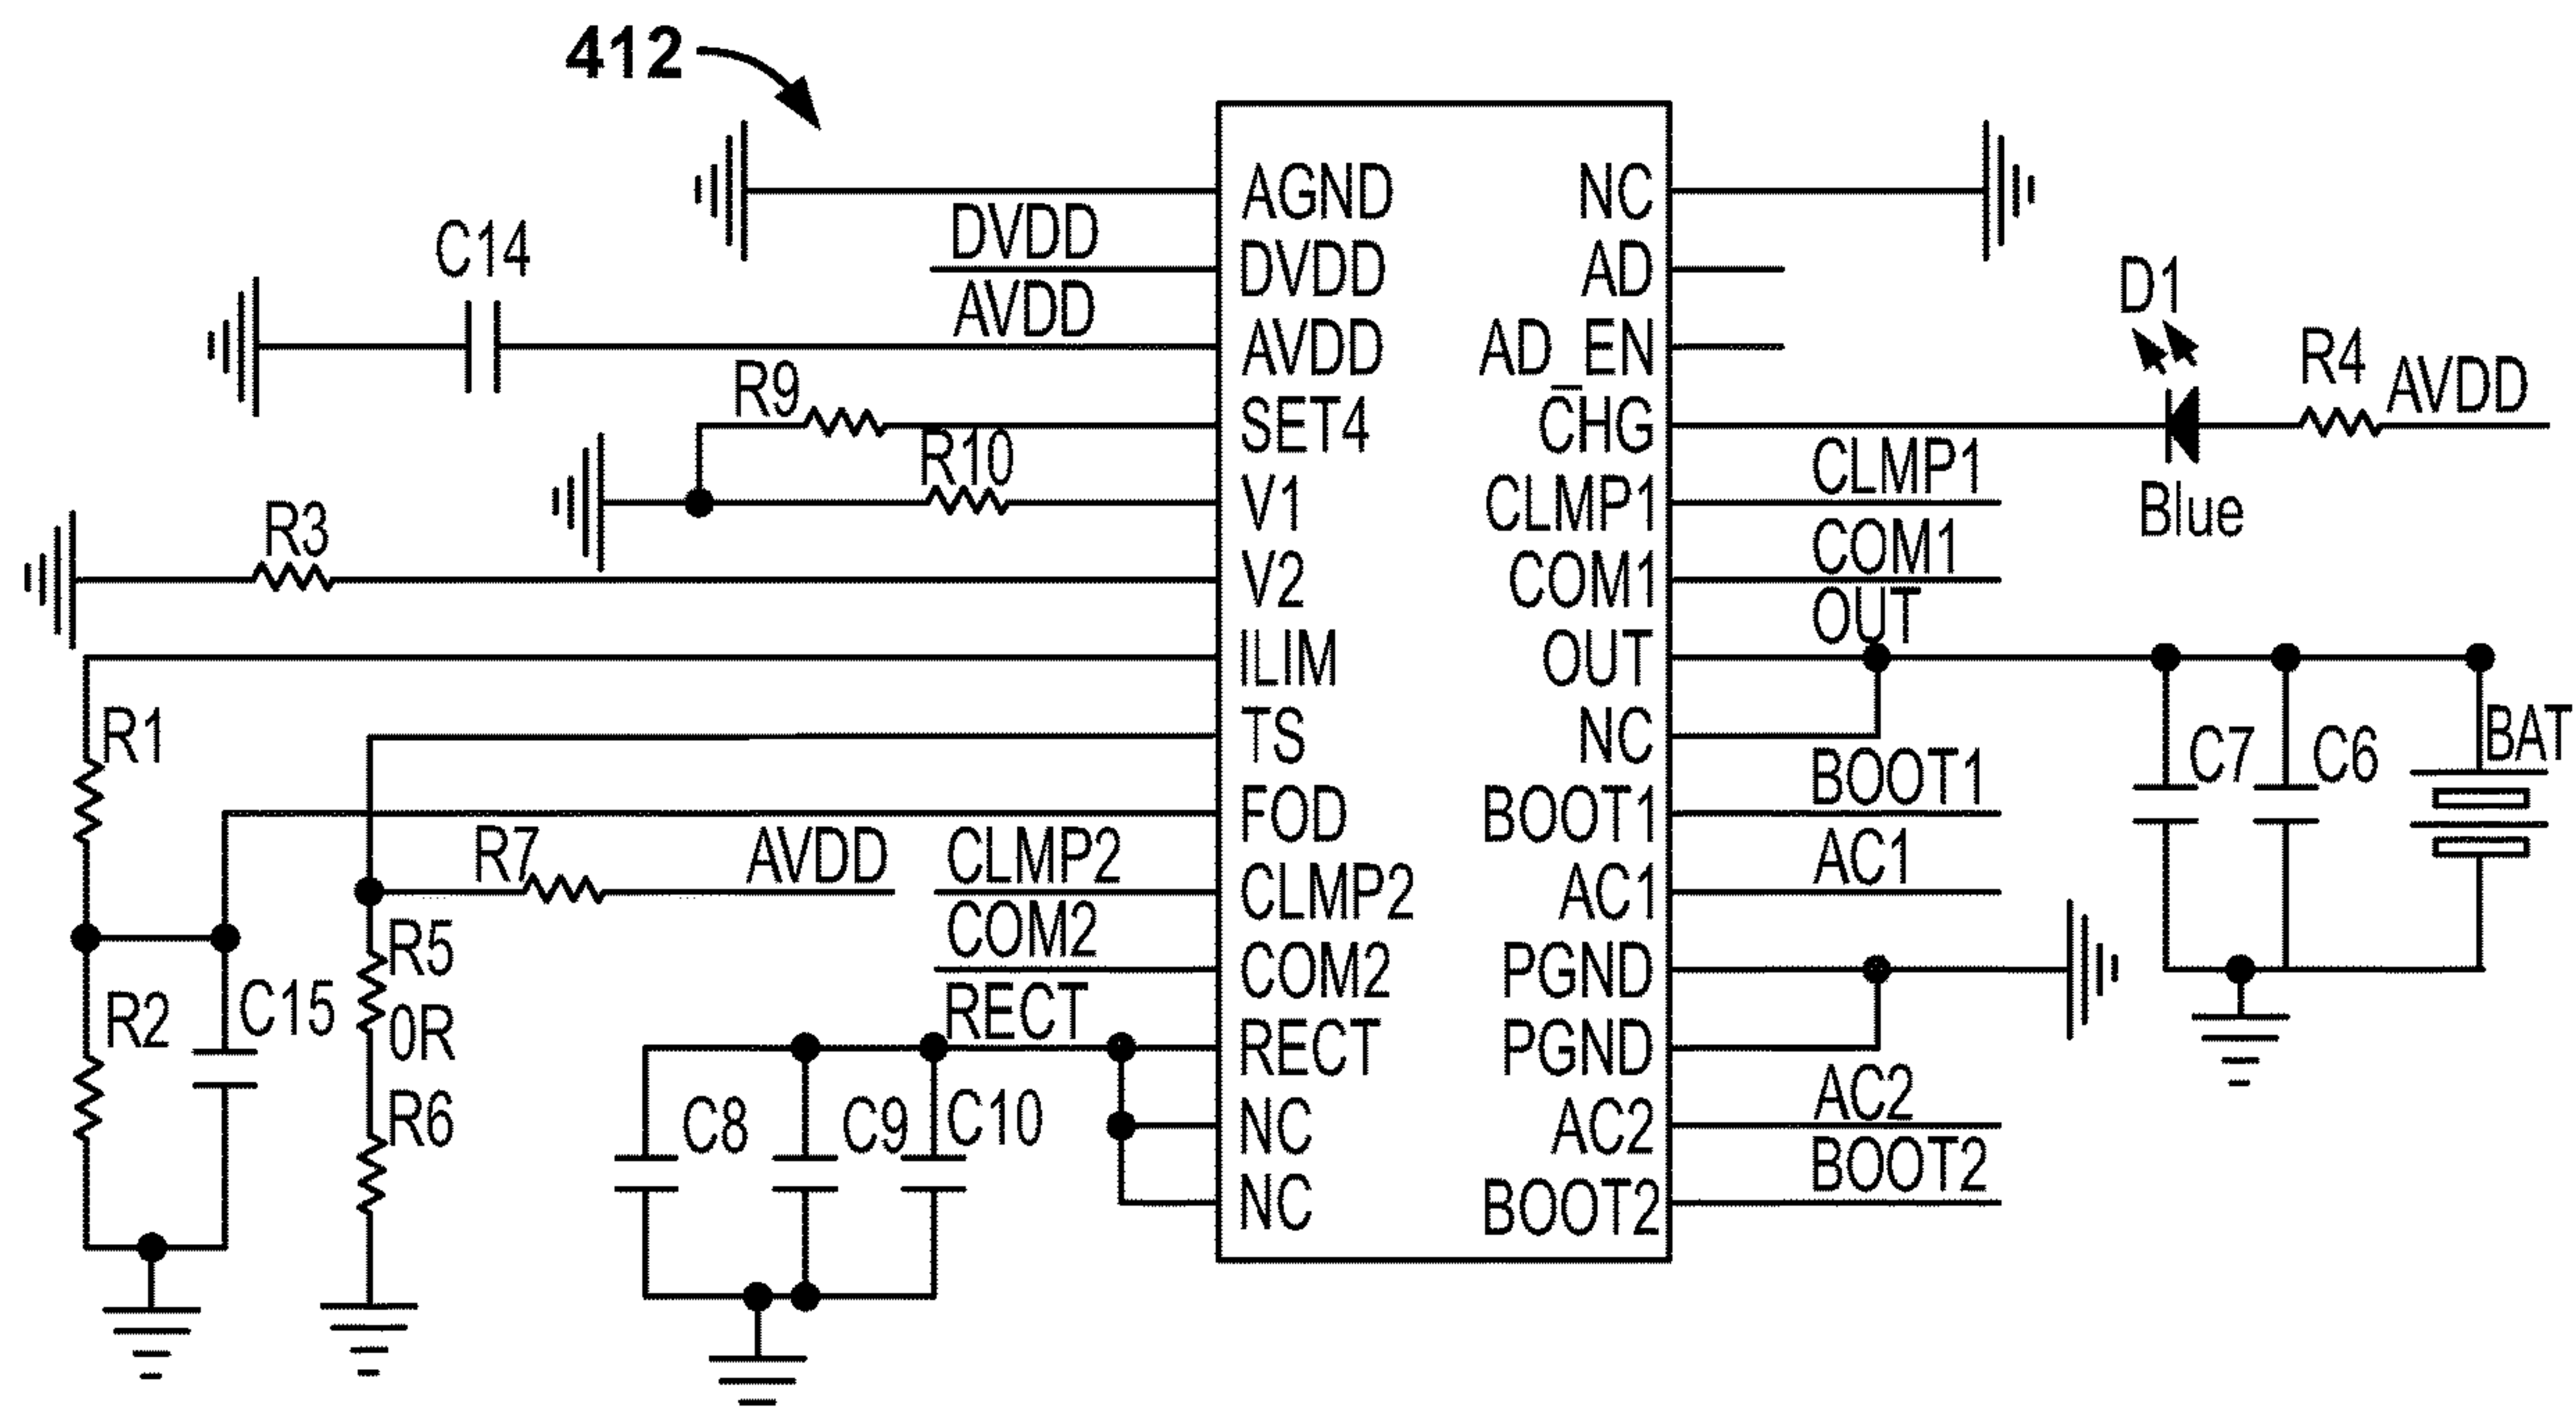 412
AGND
NC
DVDD
DVDD
AD
C14
AVDD
AVDD
AD_EN
D1
R4
AVDD
R9
SET4
CHG
Blue
R10
V1
CLMP1
CLMP1
R3
V2
COM1
COM1
ILIM
OUT
OUT
R1
TS
NC
C7
C6
BAT
FOD
BOOT1
BOOT1
R7
AVDD
CLMP2
CLMP2
AC1
AC1
R5
0R
COM2
COM2
PGND
R2
C15
RECT
RECT
PGND
R6
C8
C9
C10
NC
AC2
AC2
NC
BOOT2
BOOT2